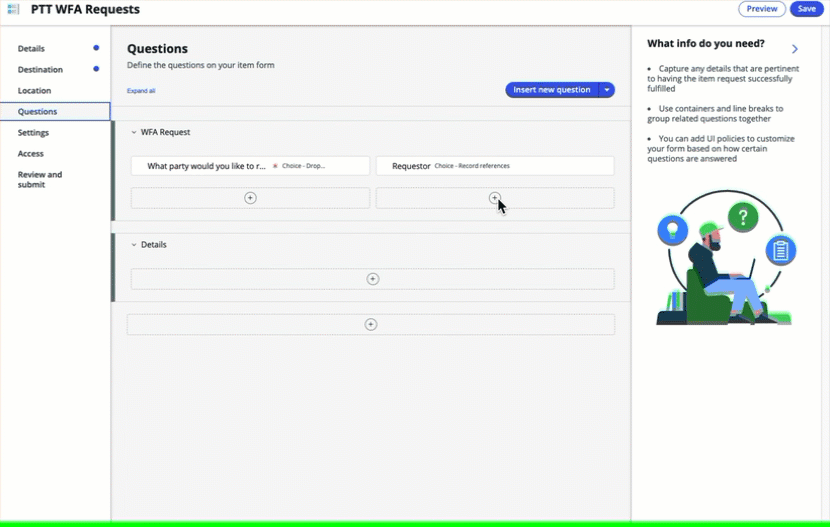 PTT WFA Requests
Preview
Save
Details
Destination
Location
Questions
Settings
Access
Review and
submit
Questions
Define the questions on your item form
Expand all
Insert new question
WFA Request
What party would you like to r... * Choice - Drop...
Requestor Choice - Record references
Details
What info do you need?
• Capture any details that are pertinent
to having the item request successfully
fulfilled
• Use containers and line breaks to
group related questions together
• You can add UI policies to customize
your form based on how certain
questions are answered
?